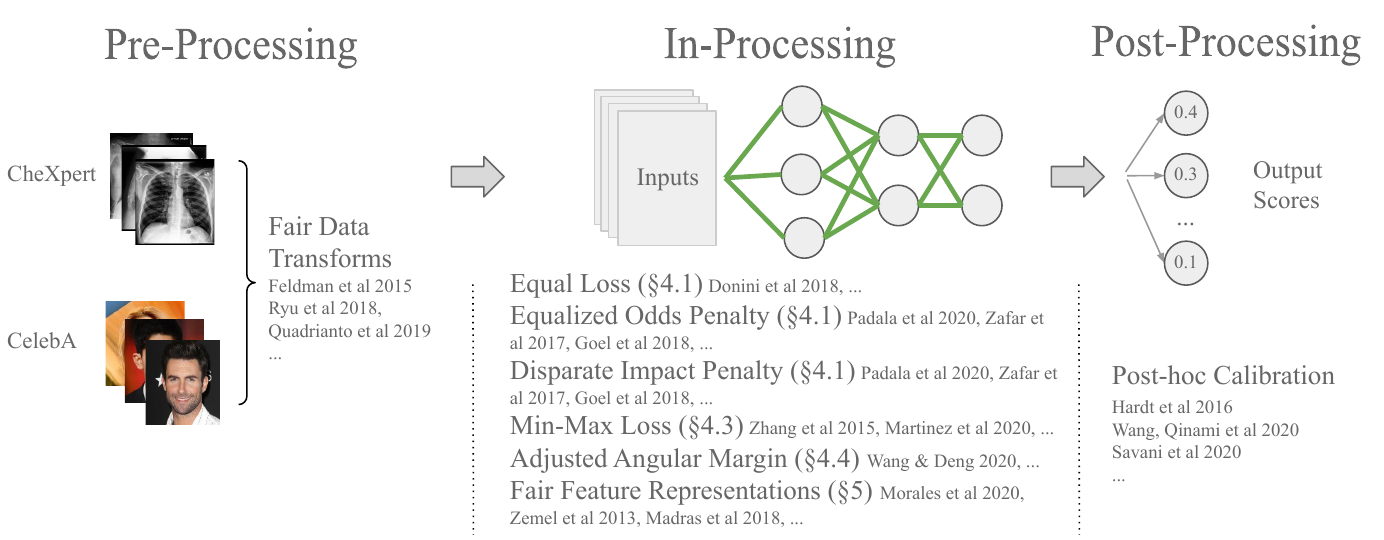 Pre-Processing
In-Processing
Post-Processing
CheXpert
CelebA
Fair Data
Transforms
Feldman et al 2015
Ryu et al 2018,
Quadrianto et al 2019
...
Inputs
Equal Loss (§4.1) Donini et al 2018, ...
Equalized Odds Penalty (§4.1) Padala et al 2020, Zafar et
al 2017, Goel et al 2018, ...
Disparate Impact Penalty (§4.1) Padala et al 2020, Zafar et
al 2017, Goel et al 2018, ...
Min-Max Loss (§4.3) Zhang et al 2015, Martinez et al 2020, ...
Adjusted Angular Margin (§4.4) Wang & Deng 2020, ...
Fair Feature Representations (§5) Morales et al 2020,
Zemel et al 2013, Madras et al 2018, ...
0.4
0.3
...
0.1
Output
Scores
Post-hoc Calibration
Hardt et al 2016
Wang, Qinami et al 2020
Savani et al 2020
...